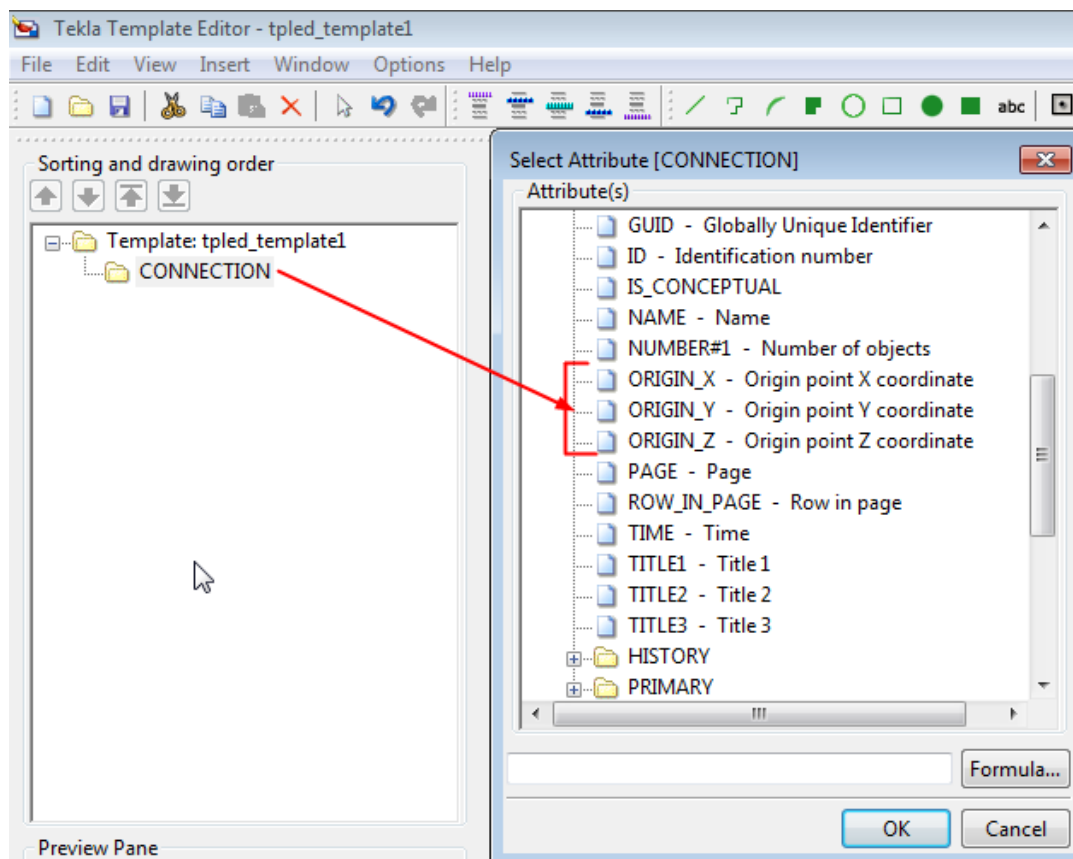 Tekla Template Editor - tpled_template1
File Edit View Insert Window Options Help
abc
Sorting and drawing order
Template: tpled_template1
CONNECTION
Preview Pane
Select Attribute [CONNECTION]
Attribute(s)
GUID - Globally Unique Identifier
ID - Identification number
IS_CONCEPTUAL
NAME - Name
NUMBER#1 - Number of objects
ORIGIN_X - Origin point X coordinate
ORIGIN_Y - Origin point Y coordinate
ORIGIN_Z - Origin point Z coordinate
PAGE - Page
ROW_IN_PAGE - Row in page
TIME - Time
TITLE1 - Title 1
TITLE2 - Title 2
TITLE3 - Title 3
HISTORY
PRIMARY
Formula...
OK Cancel